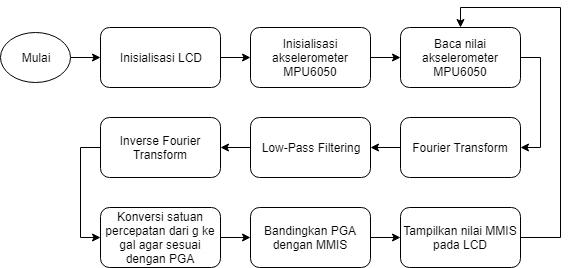 Mulai
Inisialisasi LCD
Inisialisasi
akselerometer
MPU6050
Baca nilai
akselerometer
MPU6050
Fourier Transform
Low-Pass Filtering
Inverse Fourier
Transform
Konversi satuan
percepatan dari g ke
gal agar sesuai
dengan PGA
Bandingkan PGA
dengan MMIS
Tampilkan nilai MMIS
pada LCD